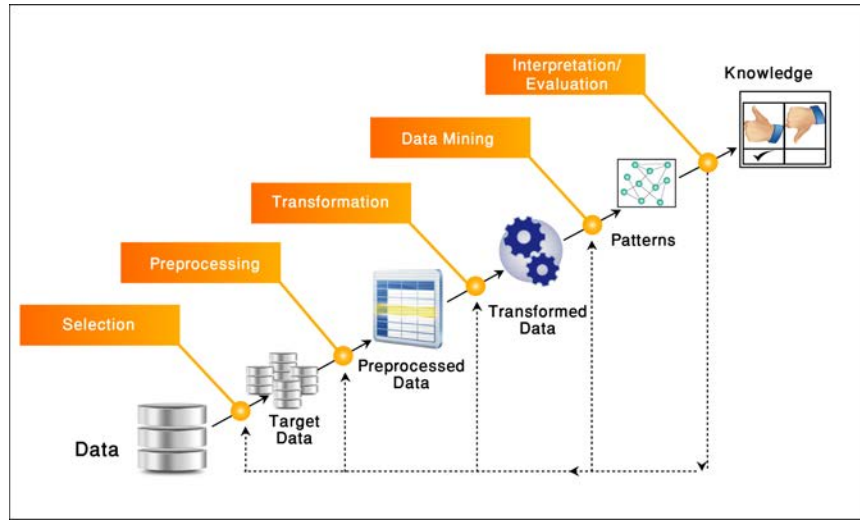 Interpretation/
Evaluation
Knowledge
Data Mining
Transformation
Patterns
Preprocessing
Transformed
Data
Selection
Preprocessed
Data
Target
Data
Data